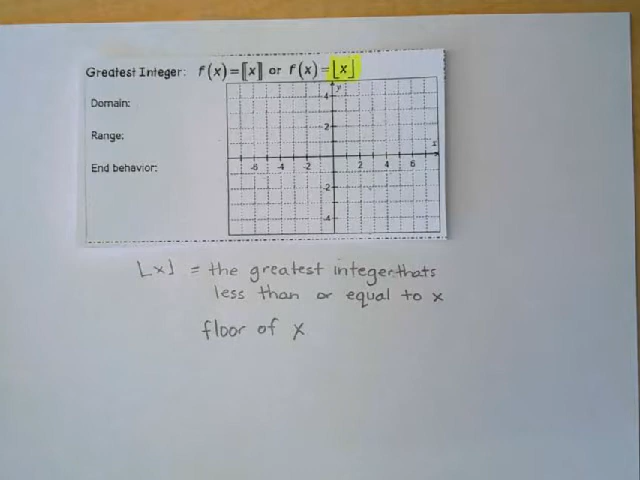 Greatest Integer: f(x)=⟦x⟧ or f(x)=⌊x⌋
Domain:
Range:
End behavior:
y
4
2
x
-6 -4 -2 2 4 6
-2
-4
⌊x⌋ = the greatest integer thats
less than or equal to x
floor of x